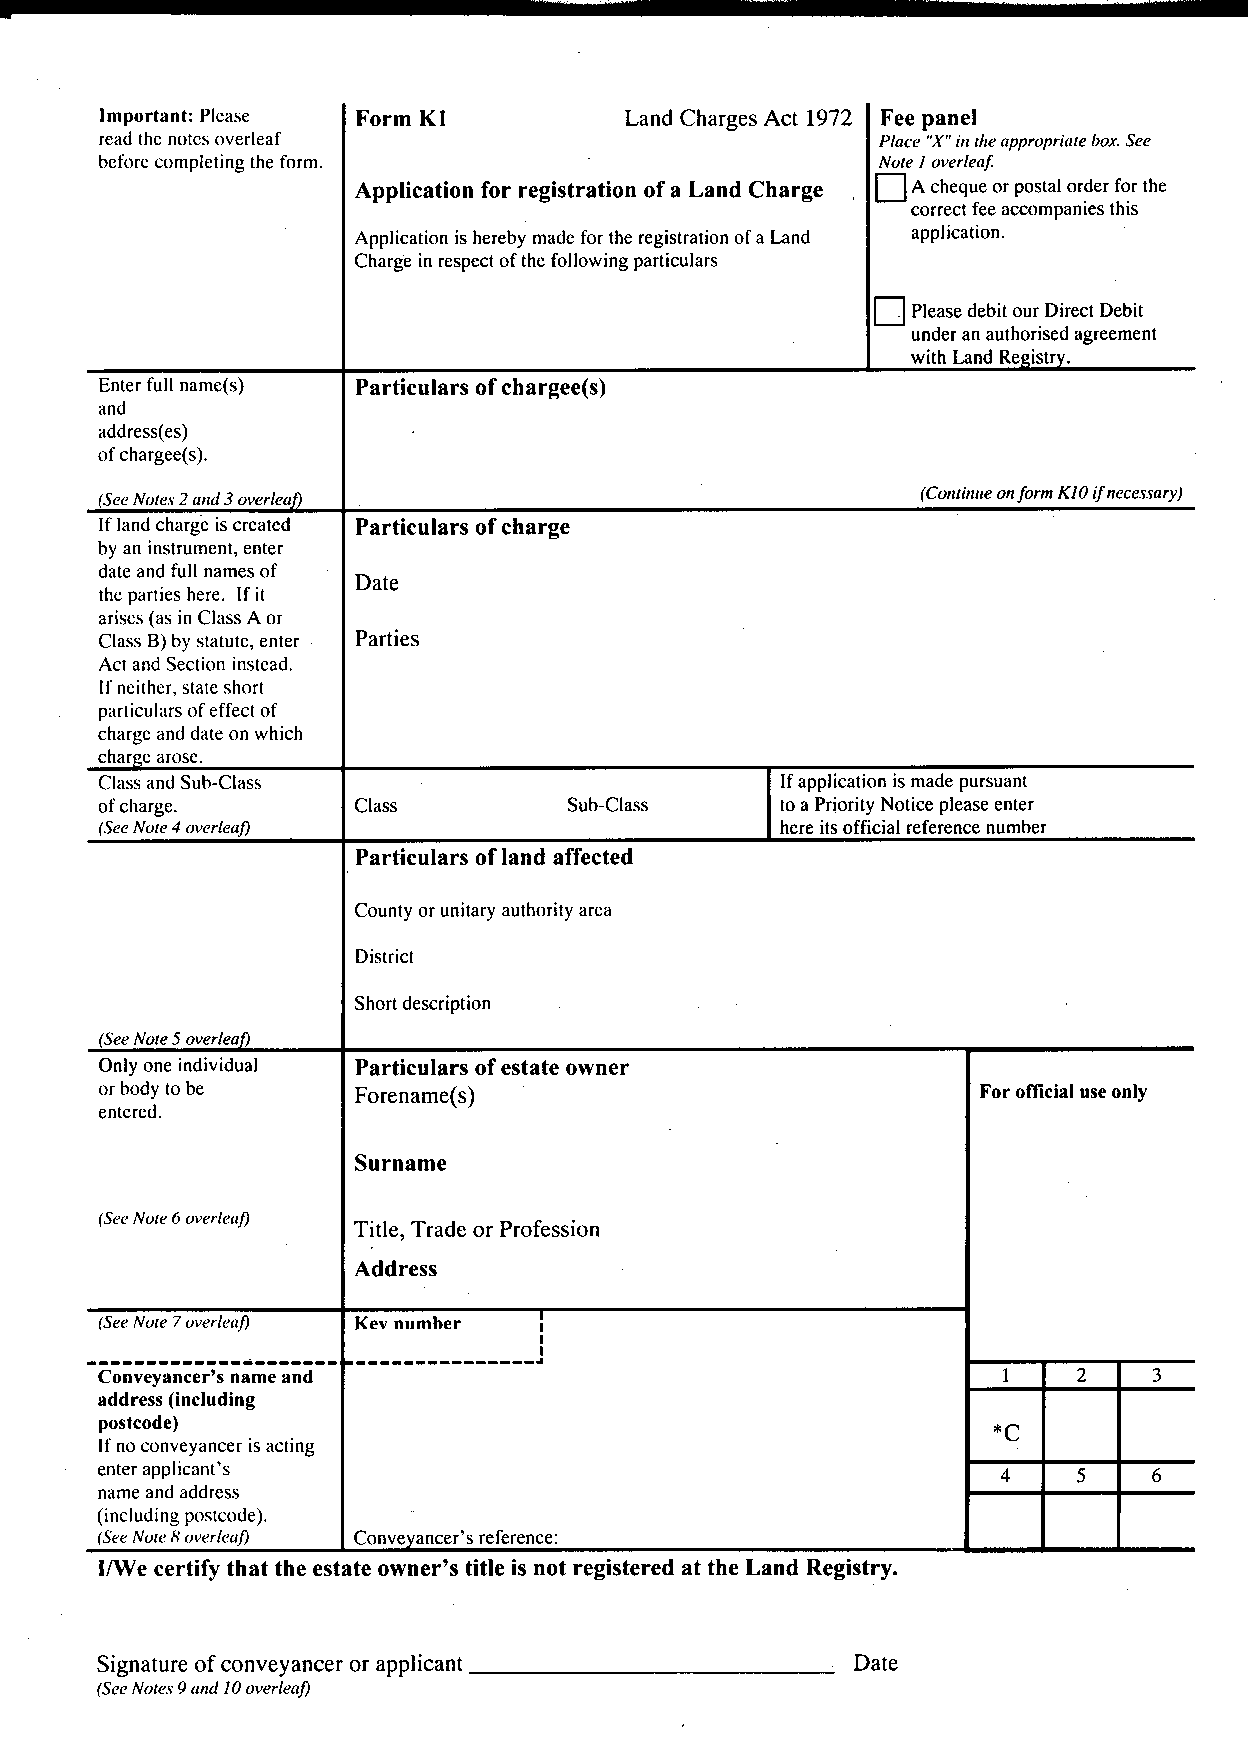 Important: Please
read the notes overleaf
before completing the form.
Form K1 Land Charges Act 1972
Application for registration of a Land Charge
Application is hereby made for the registration of a Land
Charge in respect of the following particulars
Fee panel
Place "X" in the appropriate box. See
Note 1 overleaf.
A cheque or postal order for the
correct fee accompanies this
application.
Please debit our Direct Debit
under an authorised agreement
with Land Registry.
Enter full name(s)
and
address(es)
of chargee(s).
(See Notes 2 and 3 overleaf)
Particulars of chargee(s)
(Continue on form K10 if necessary)
If land charge is created
by an instrument, enter
date and full names of
the parties here. If it
arises (as in Class A or
Class B) by statute, enter
Act and Section instead.
If neither, state short
particulars of effect of
charge and date on which
charge arose.
Particulars of charge
Date
Parties
Class and Sub-Class
of charge.
(See Note 4 overleaf)
Class Sub-Class
If application is made pursuant
to a Priority Notice please enter
here its official reference number
Particulars of land affected
County or unitary authority area
District
Short description
(See Note 5 overleaf)
Only one individual
or body to be
entered.
(See Note 6 overleaf)
Particulars of estate owner
Forename(s)
Surname
Title, Trade or Profession
Address
For official use only
(See Note 7 overleaf)
Key number
Conveyancer's name and
address (including
postcode)
If no conveyancer is acting
enter applicant's
name and address
(including postcode).
(See Note 8 overleaf)
Conveyancer's reference:
1 2 3
*C
4 5 6
I/We certify that the estate owner's title is not registered at the Land Registry.
Signature of conveyancer or applicant Date
(See Notes 9 and 10 overleaf)